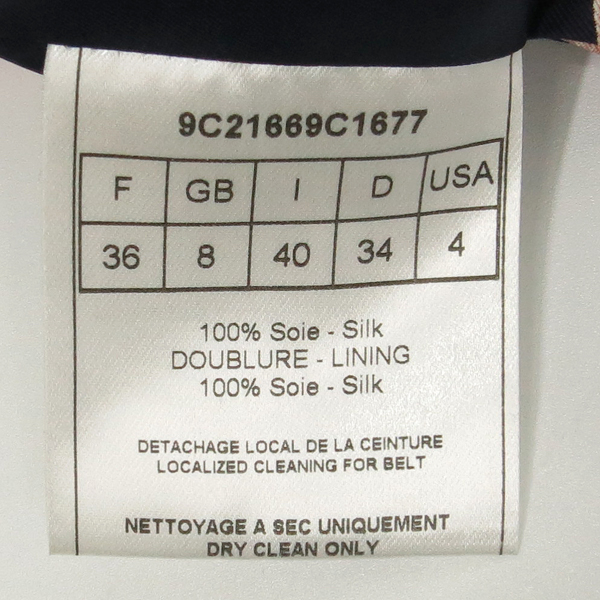 9C21669C1677
F GB I D USA
36 8 40 34 4
100% Soie - Silk
DOUBLURE - LINING
100% Soie - Silk
DETACHAGE LOCAL DE LA CEINTURE
LOCALIZED CLEANING FOR BELT
NETTOYAGE A SEC UNIQUEMENT
DRY CLEAN ONLY